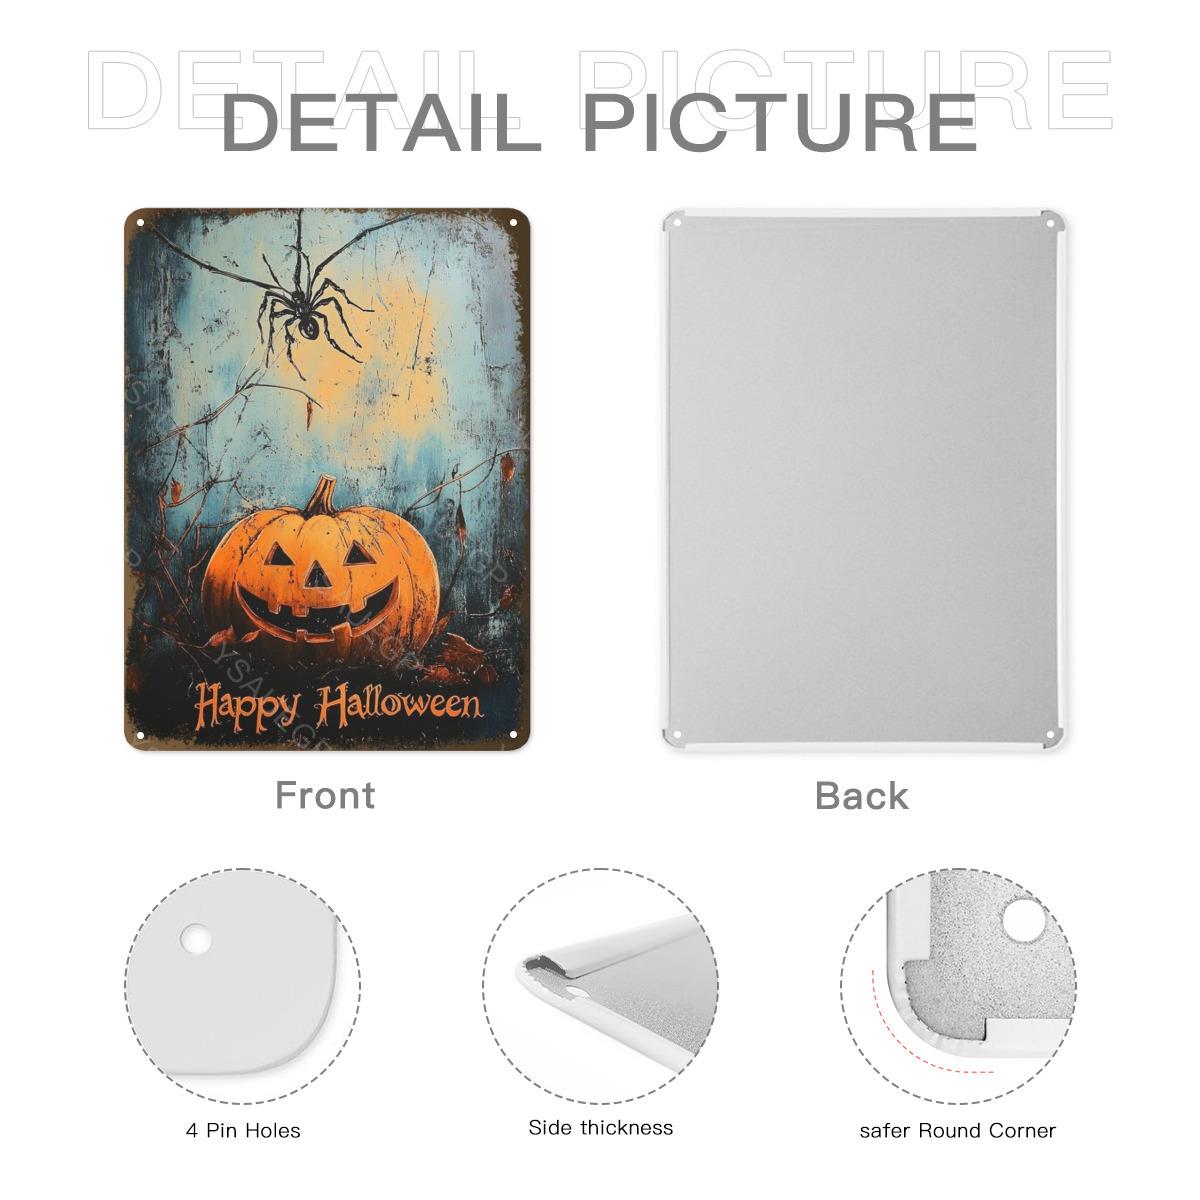 DETAIL PICTURE
DETAIL PICTURE
Happy Halloween
Front
Back
4 Pin Holes
Side thickness
safer Round Corner